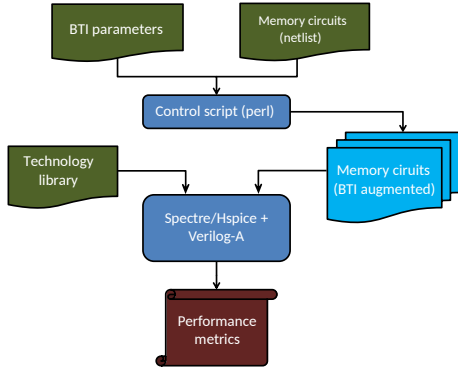 BTI parameters
Memory circuits
(netlist)
Control script (perl)
Technology
library
Memory ciruits
(BTI augmented)
Spectre/Hspice +
Verilog-A
Performance
metrics